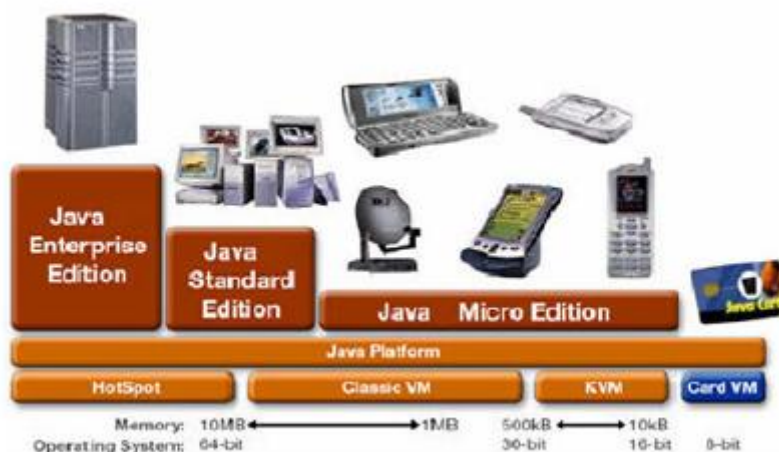 Java
Enterprise
Edition
Java
Standard
Edition
Java Micro Edition
Java Platform
HotSpot
Classic VM
KVM
Card VM
Memory: 10MB 1MB 500kB 10kB
Operating System: 64-bit 30-bit 16-bit 8-bit